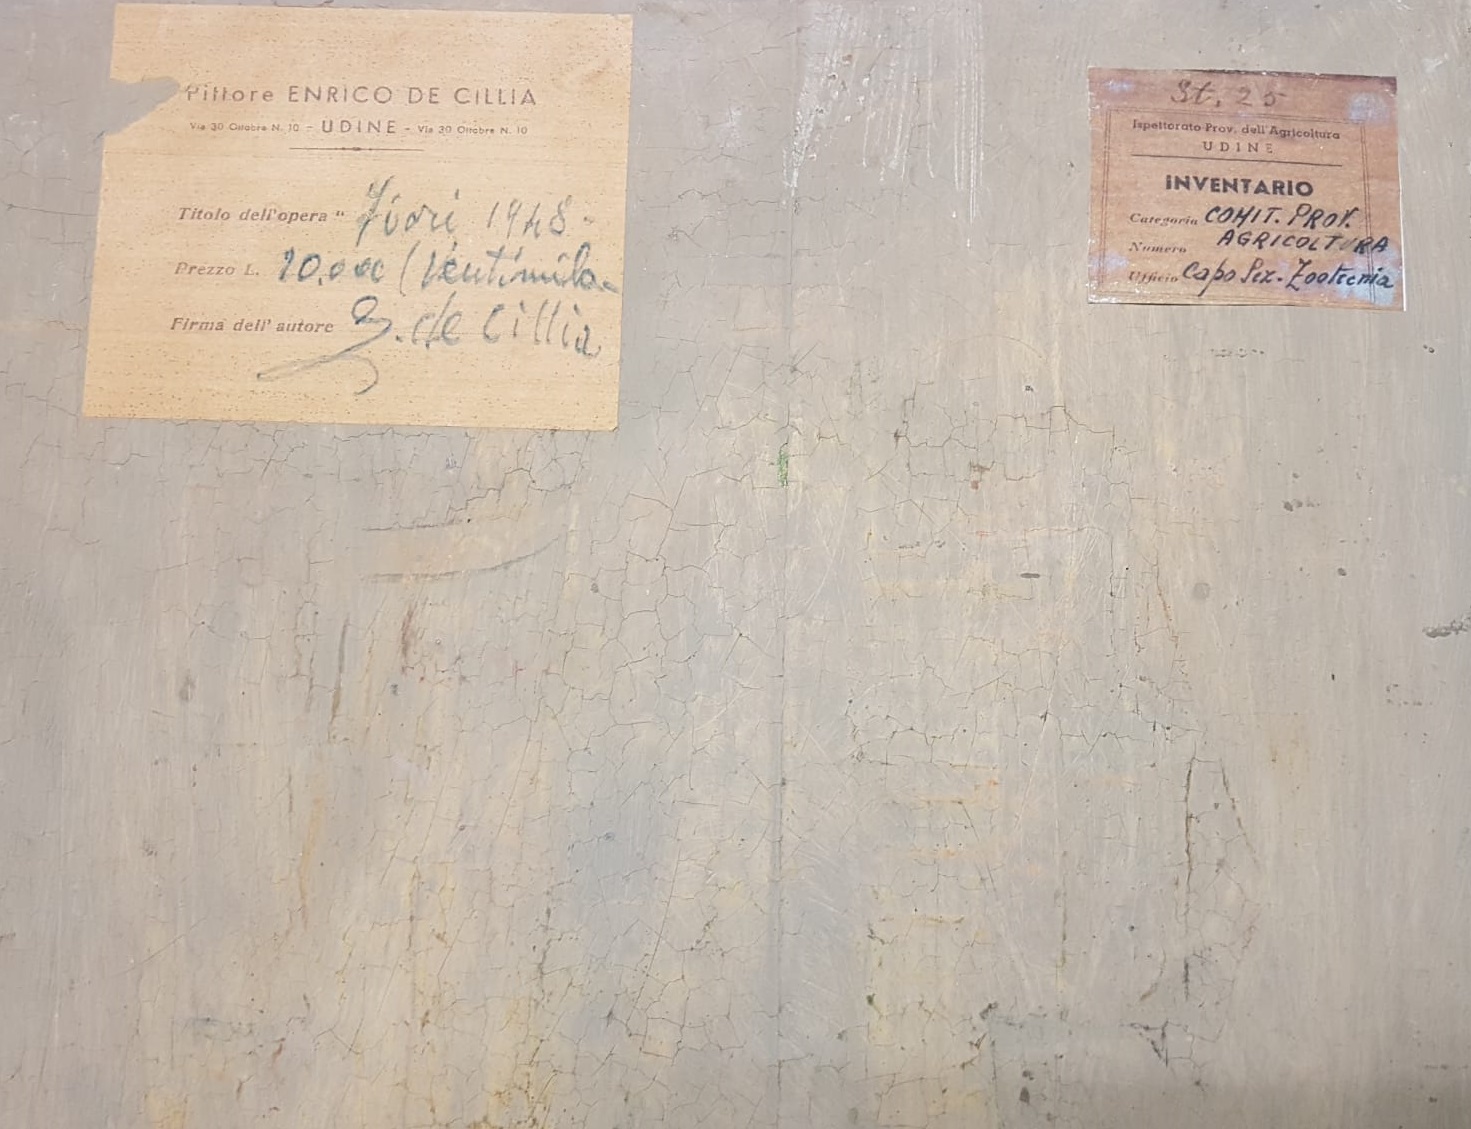 Pittore ENRICO DE CILLIA
Via 30 Ottobre N. 10 - UDINE - Via 30 Ottobre N. 10
Titolo dell'opera " Fiori 1948 -
Prezzo L. 20.000 (Ventimila -
Firma dell'autore E. de Cillia
St. 25
Ispettorato Prov. dell'Agricoltura
UDINE
INVENTARIO
Categoria COMIT. PROV.
Numero AGRICOLTURA
Ufficio Capo Sez. Zootecnia